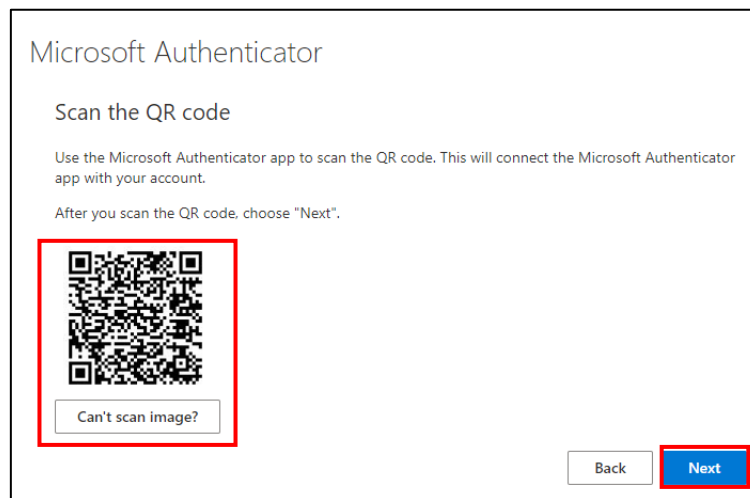 Microsoft Authenticator
Scan the QR code
Use the Microsoft Authenticator app to scan the QR code. This will connect the Microsoft Authenticator
app with your account.
After you scan the QR code, choose "Next".
Can't scan image?
Back
Next